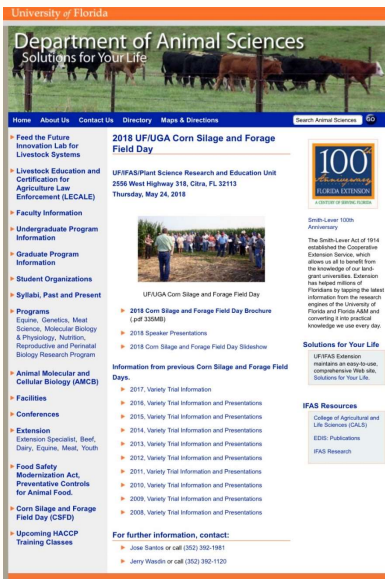 University of Florida
Department of Animal Sciences
Solutions for Your Life
Home About Us Contact Us Directory Maps & Directions
Search Animal Sciences GO
Feed the Future
Innovation Lab for
Livestock Systems
Livestock Education and
Certification for
Agriculture Law
Enforcement (LECALE)
Faculty Information
Undergraduate Program
Information
Graduate Program
Information
Student Organizations
Syllabi, Past and Present
Programs
Equine, Genetics, Meat
Science, Molecular Biology
& Physiology, Nutrition,
Reproductive and Perinatal
Biology Research Program
Animal Molecular and
Cellular Biology (AMCB)
Facilities
Conferences
Extension
Extension Specialist, Beef,
Dairy, Equine, Meat, Youth
Food Safety
Modernization Act,
Preventative Controls
for Animal Food.
Corn Silage and Forage
Field Day (CSFD)
Upcoming HACCP
Training Classes
2018 UF/UGA Corn Silage and Forage
Field Day
UF/IFAS/Plant Science Research and Education Unit
2556 West Highway 318, Citra, FL 32113
Thursday, May 24, 2018
UF/UGA Corn Silage and Forage Field Day
2018 Corn Silage and Forage Field Day Brochure
(.pdf 335MB)
2018 Speaker Presentations
2018 Corn Silage and Forage Field Day Slideshow
Information from previous Corn Silage and Forage Field
Days.
2017, Variety Trial Information
2016, Variety Trial Information and Presentations
2015, Variety Trial Information and Presentations
2014, Variety Trial Information and Presentations
2013, Variety Trial Information and Presentations
2012, Variety Trial Information and Presentations
2011, Variety Trial Information and Presentations
2010, Variety Trial Information and Presentations
2009, Variety Trial Information and Presentations
2008, Variety Trial Information and Presentations
For further information, contact:
Jose Santos or call (352) 392-1981
Jerry Wasdin or call (352) 392-1120
100
Anniversary
FLORIDA EXTENSION
A CENTURY OF SERVING FLORIDA
Smith-Lever 100th
Anniversary
The Smith-Lever Act of 1914
established the Cooperative
Extension Service, which
allows us all to benefit from
the knowledge of our land-
grant universities. Extension
has helped millions of
Floridians by tapping the latest
information from the research
engines of the University of
Florida and Florida A&M and
converting it into practical
knowledge we use every day.
Solutions for Your Life
UF/IFAS Extension
maintains an easy-to-use,
comprehensive Web site,
Solutions for Your Life.
IFAS Resources
College of Agricultural and
Life Sciences (CALS)
EDIS: Publications
IFAS Research